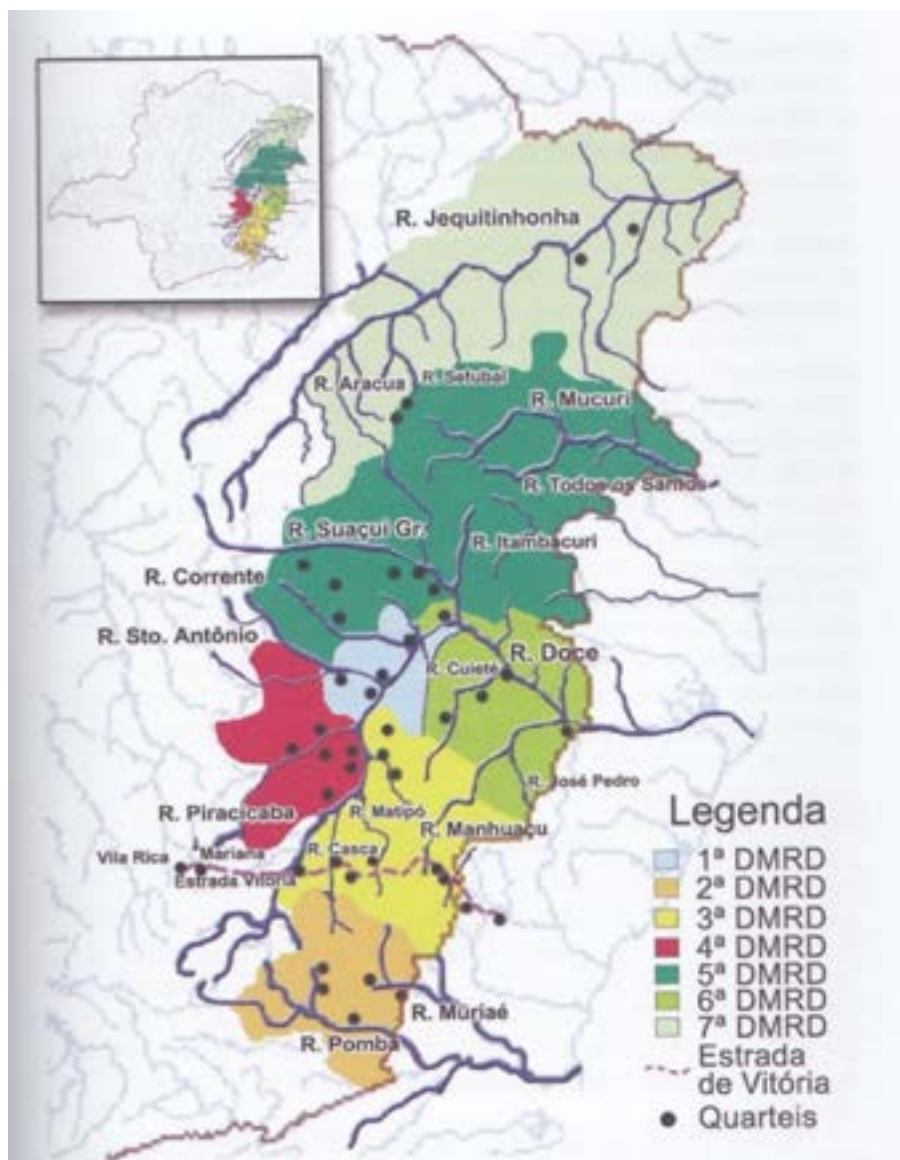 R. Jequitinhonha
R. Araçua
R. Setubal
R. Mucuri
R. Todos os Santos
R. Suaçuí Gr.
R. Itambacuri
R. Corrente
R. Sto. Antônio
R. Cuieté
R. Doce
R. José Pedro
R. Piracicaba
R. Matipó
R. Manhuaçu
R. Casca
Vila Rica
Mariana
Estrada Vitória
R. Muriaé
R. Pomba
Legenda
1ª DMRD
2ª DMRD
3ª DMRD
4ª DMRD
5ª DMRD
6ª DMRD
7ª DMRD
Estrada
de Vitória
Quarteis